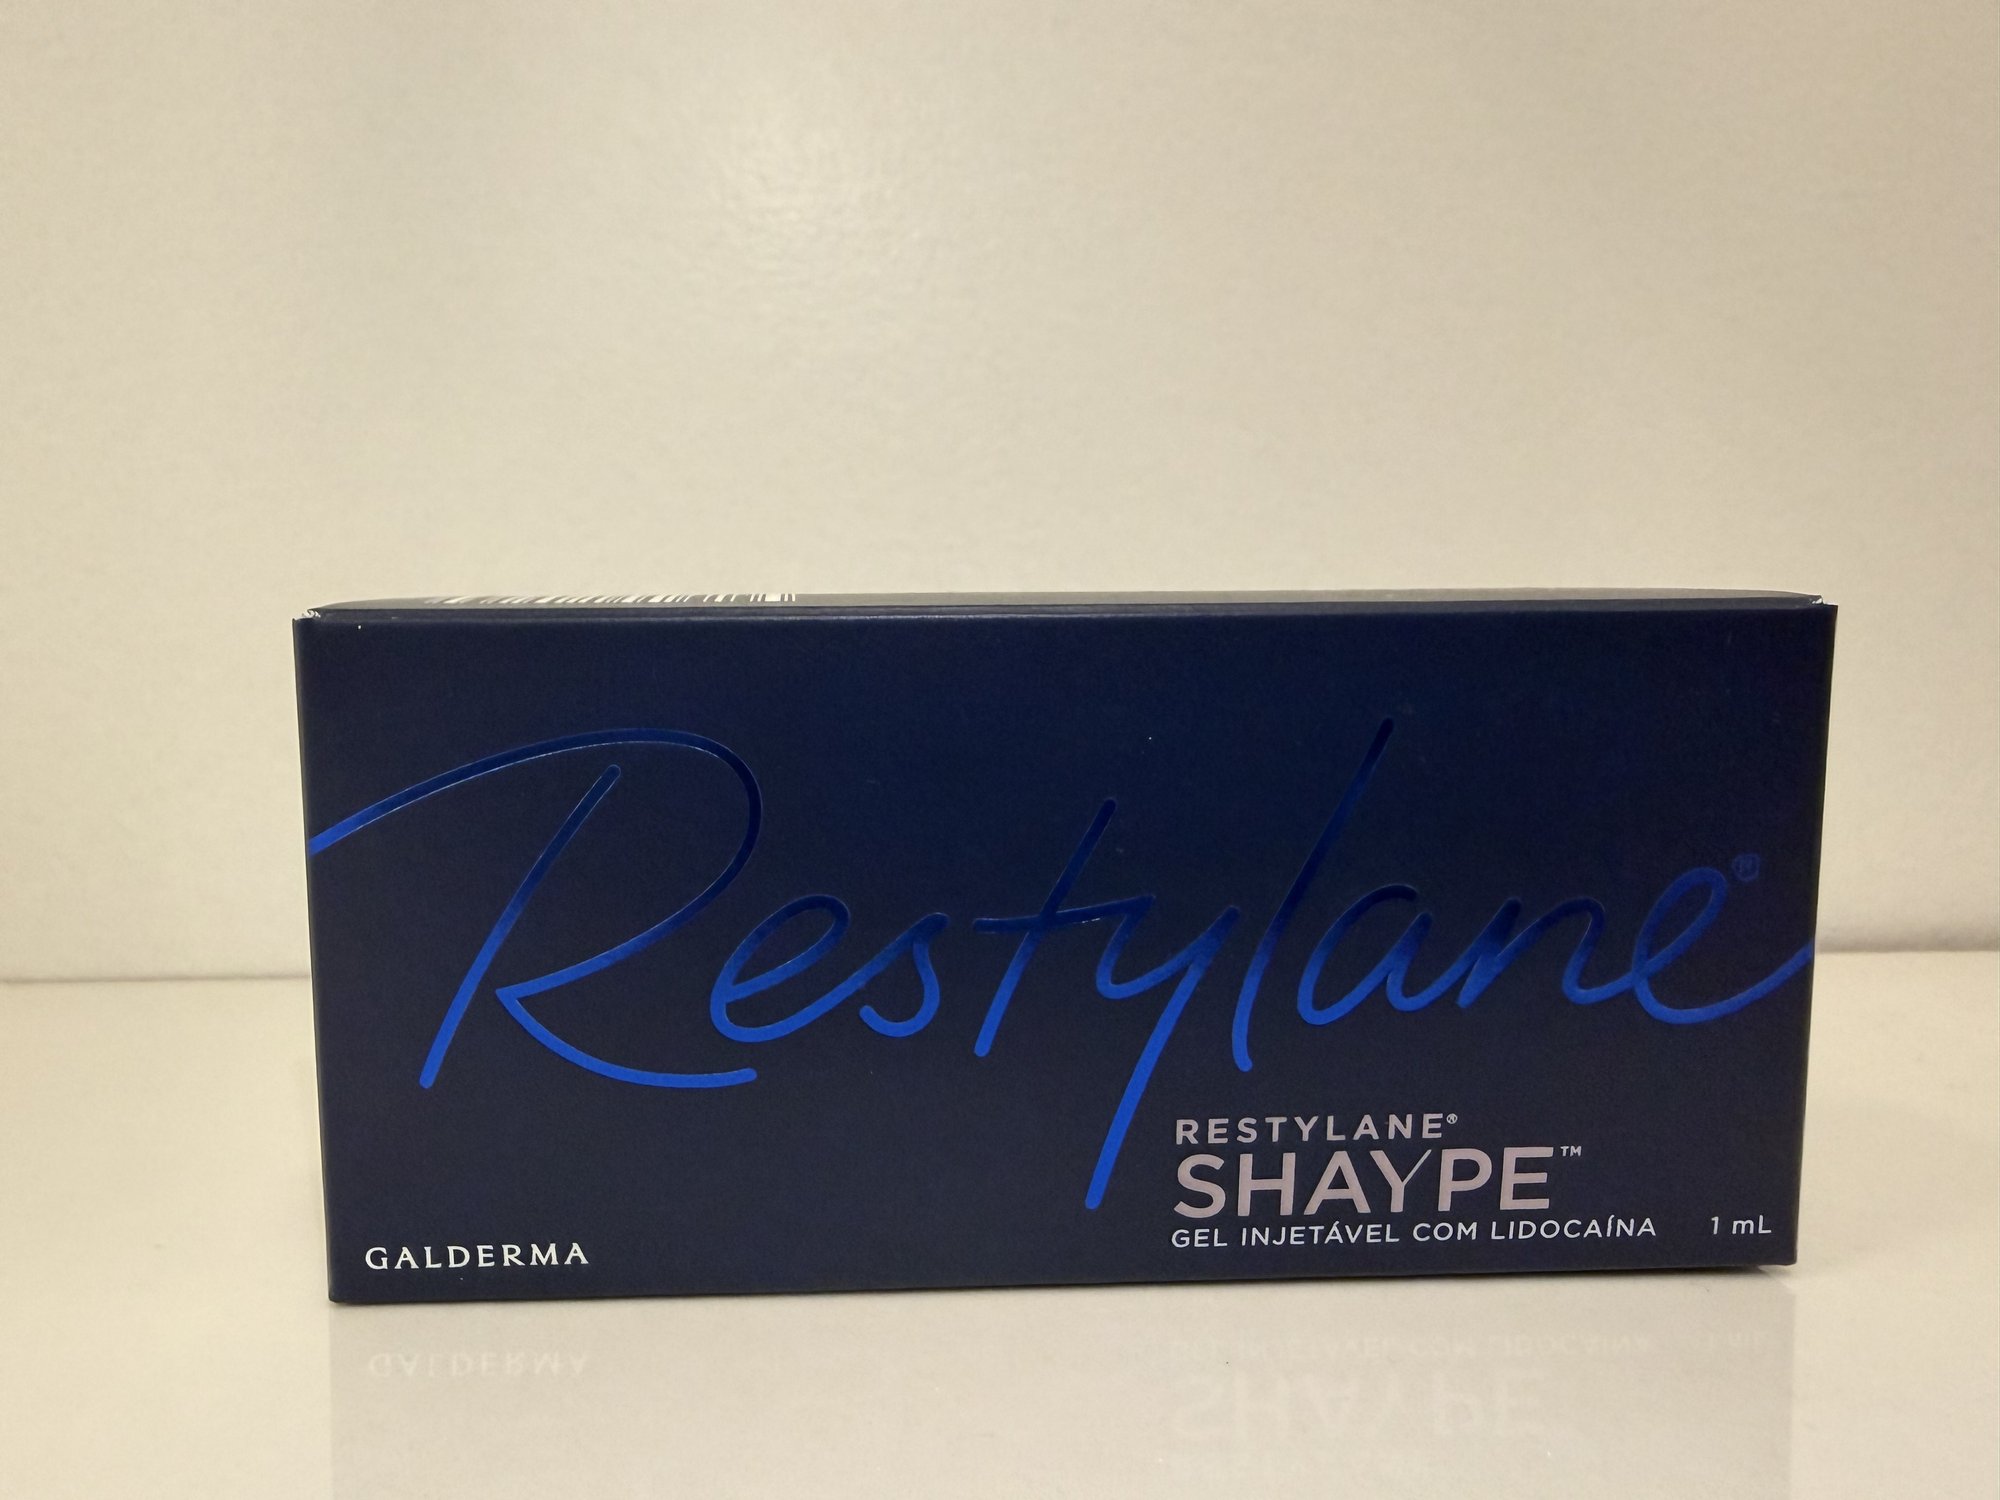 Restylane®
RESTYLANE®
SHAYPE™
GEL INJETÁVEL COM LIDOCAÍNA 1 mL
GALDERMA